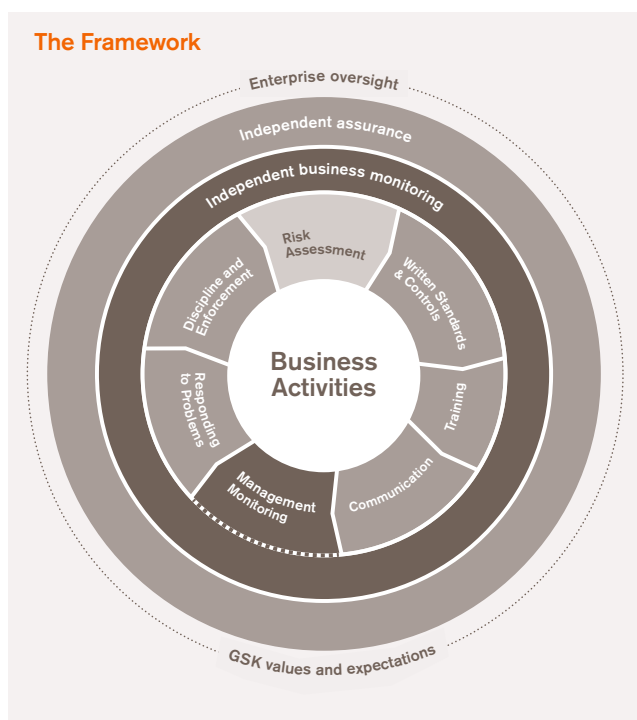 The Framework
Enterprise oversight
Independent assurance
Independent business monitoring
Risk
Assessment
Written Standards
& Controls
Training
Communication
Management
Monitoring
Responding
to Problems
Discipline and
Enforcement
Business
Activities
GSK values and expectations